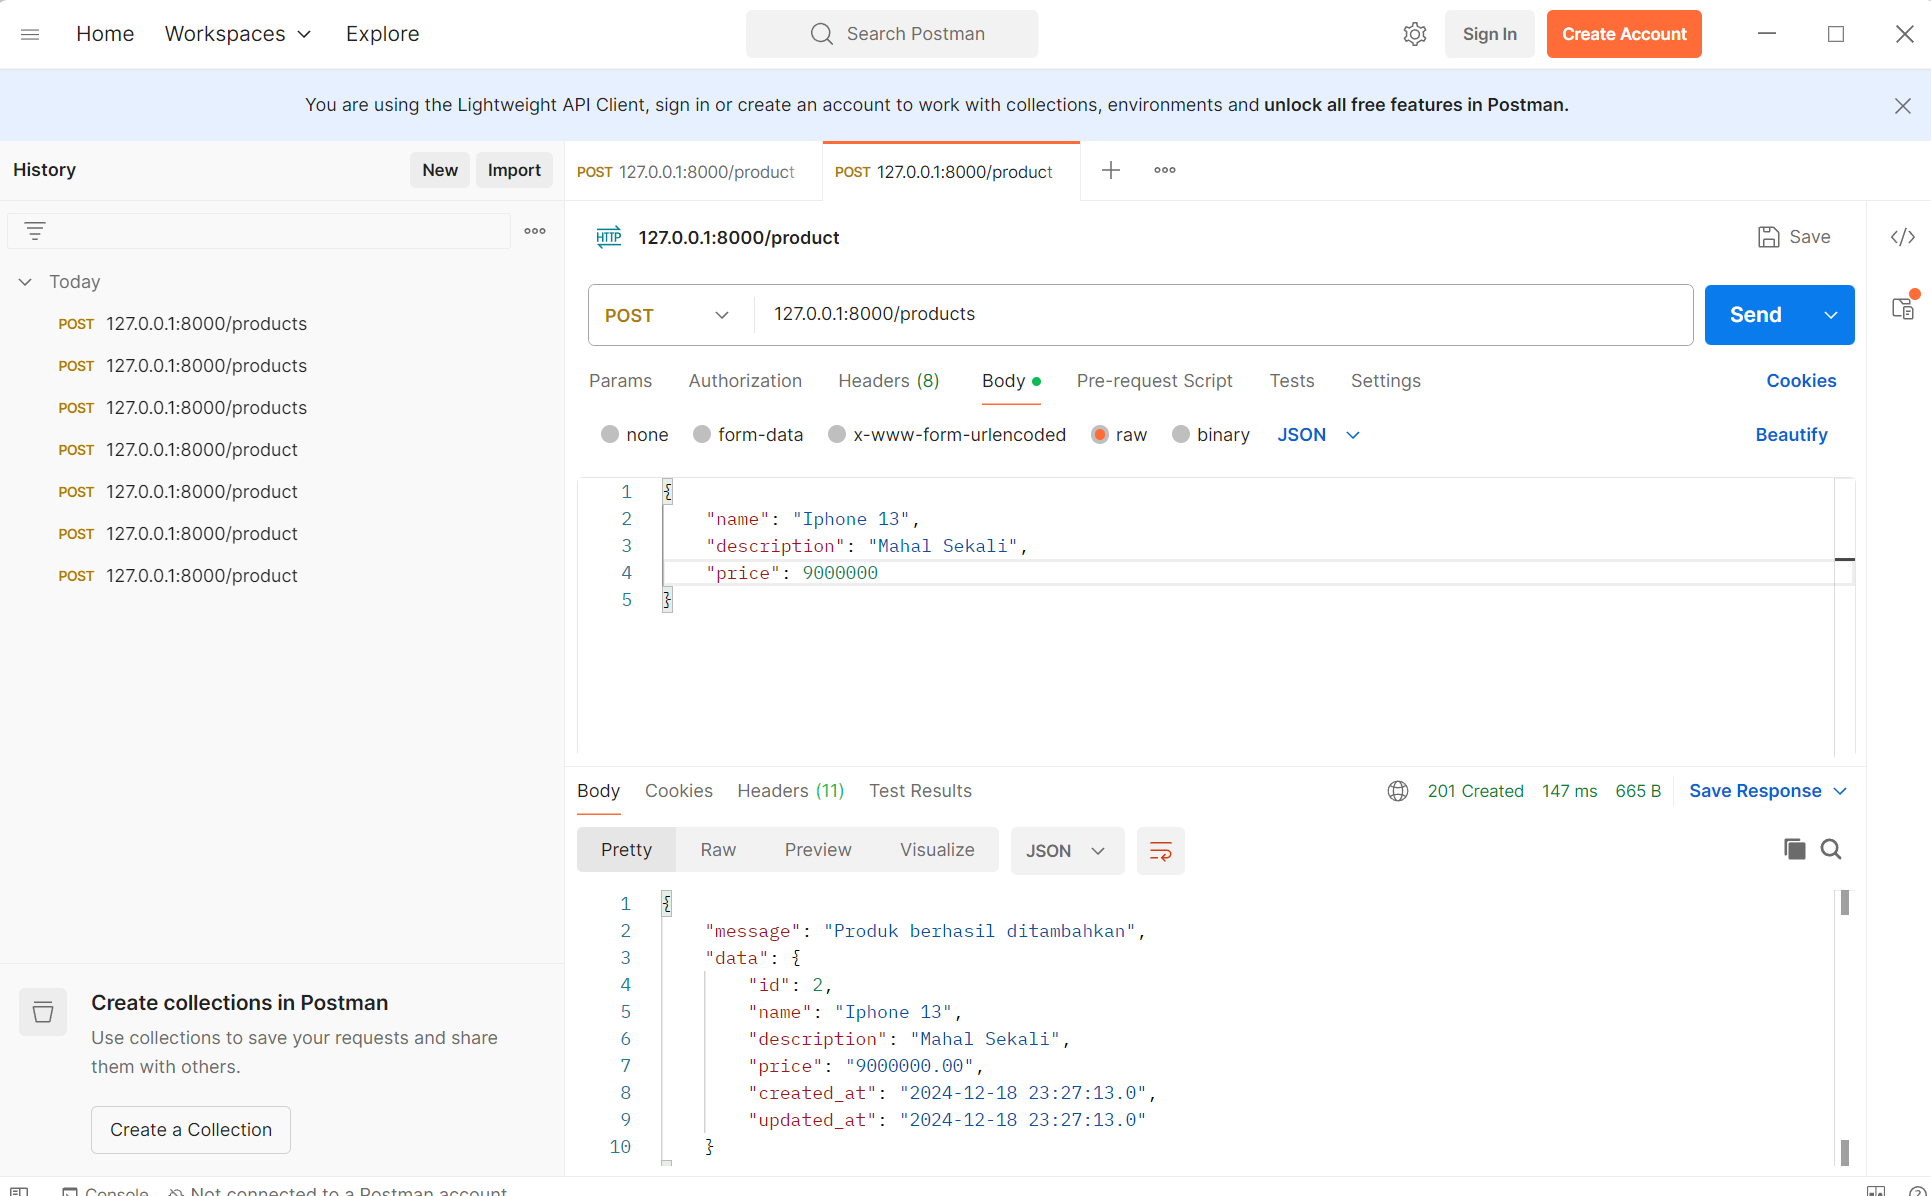 Home Workspaces Explore Search Postman Sign In Create Account
You are using the Lightweight API Client, sign in or create an account to work with collections, environments and unlock all free features in Postman.
History New Import
Today
POST 127.0.0.1:8000/products
POST 127.0.0.1:8000/products
POST 127.0.0.1:8000/products
POST 127.0.0.1:8000/product
POST 127.0.0.1:8000/product
POST 127.0.0.1:8000/product
POST 127.0.0.1:8000/product
Create collections in Postman
Use collections to save your requests and share
them with others.
Create a Collection
POST 127.0.0.1:8000/product POST 127.0.0.1:8000/product
HTTP 127.0.0.1:8000/product Save </>
POST 127.0.0.1:8000/products Send
Params Authorization Headers (8) Body Pre-request Script Tests Settings Cookies
none form-data x-www-form-urlencoded raw binary JSON Beautify
1 {
2 "name": "Iphone 13",
3 "description": "Mahal Sekali",
4 "price": 9000000
5 }
Body Cookies Headers (11) Test Results 201 Created 147 ms 665 B Save Response
Pretty Raw Preview Visualize JSON
1 {
2 "message": "Produk berhasil ditambahkan",
3 "data": {
4 "id": 2,
5 "name": "Iphone 13",
6 "description": "Mahal Sekali",
7 "price": "9000000.00",
8 "created_at": "2024-12-18 23:27:13.0",
9 "updated_at": "2024-12-18 23:27:13.0"
10 }
Console Not connected to a Postman account